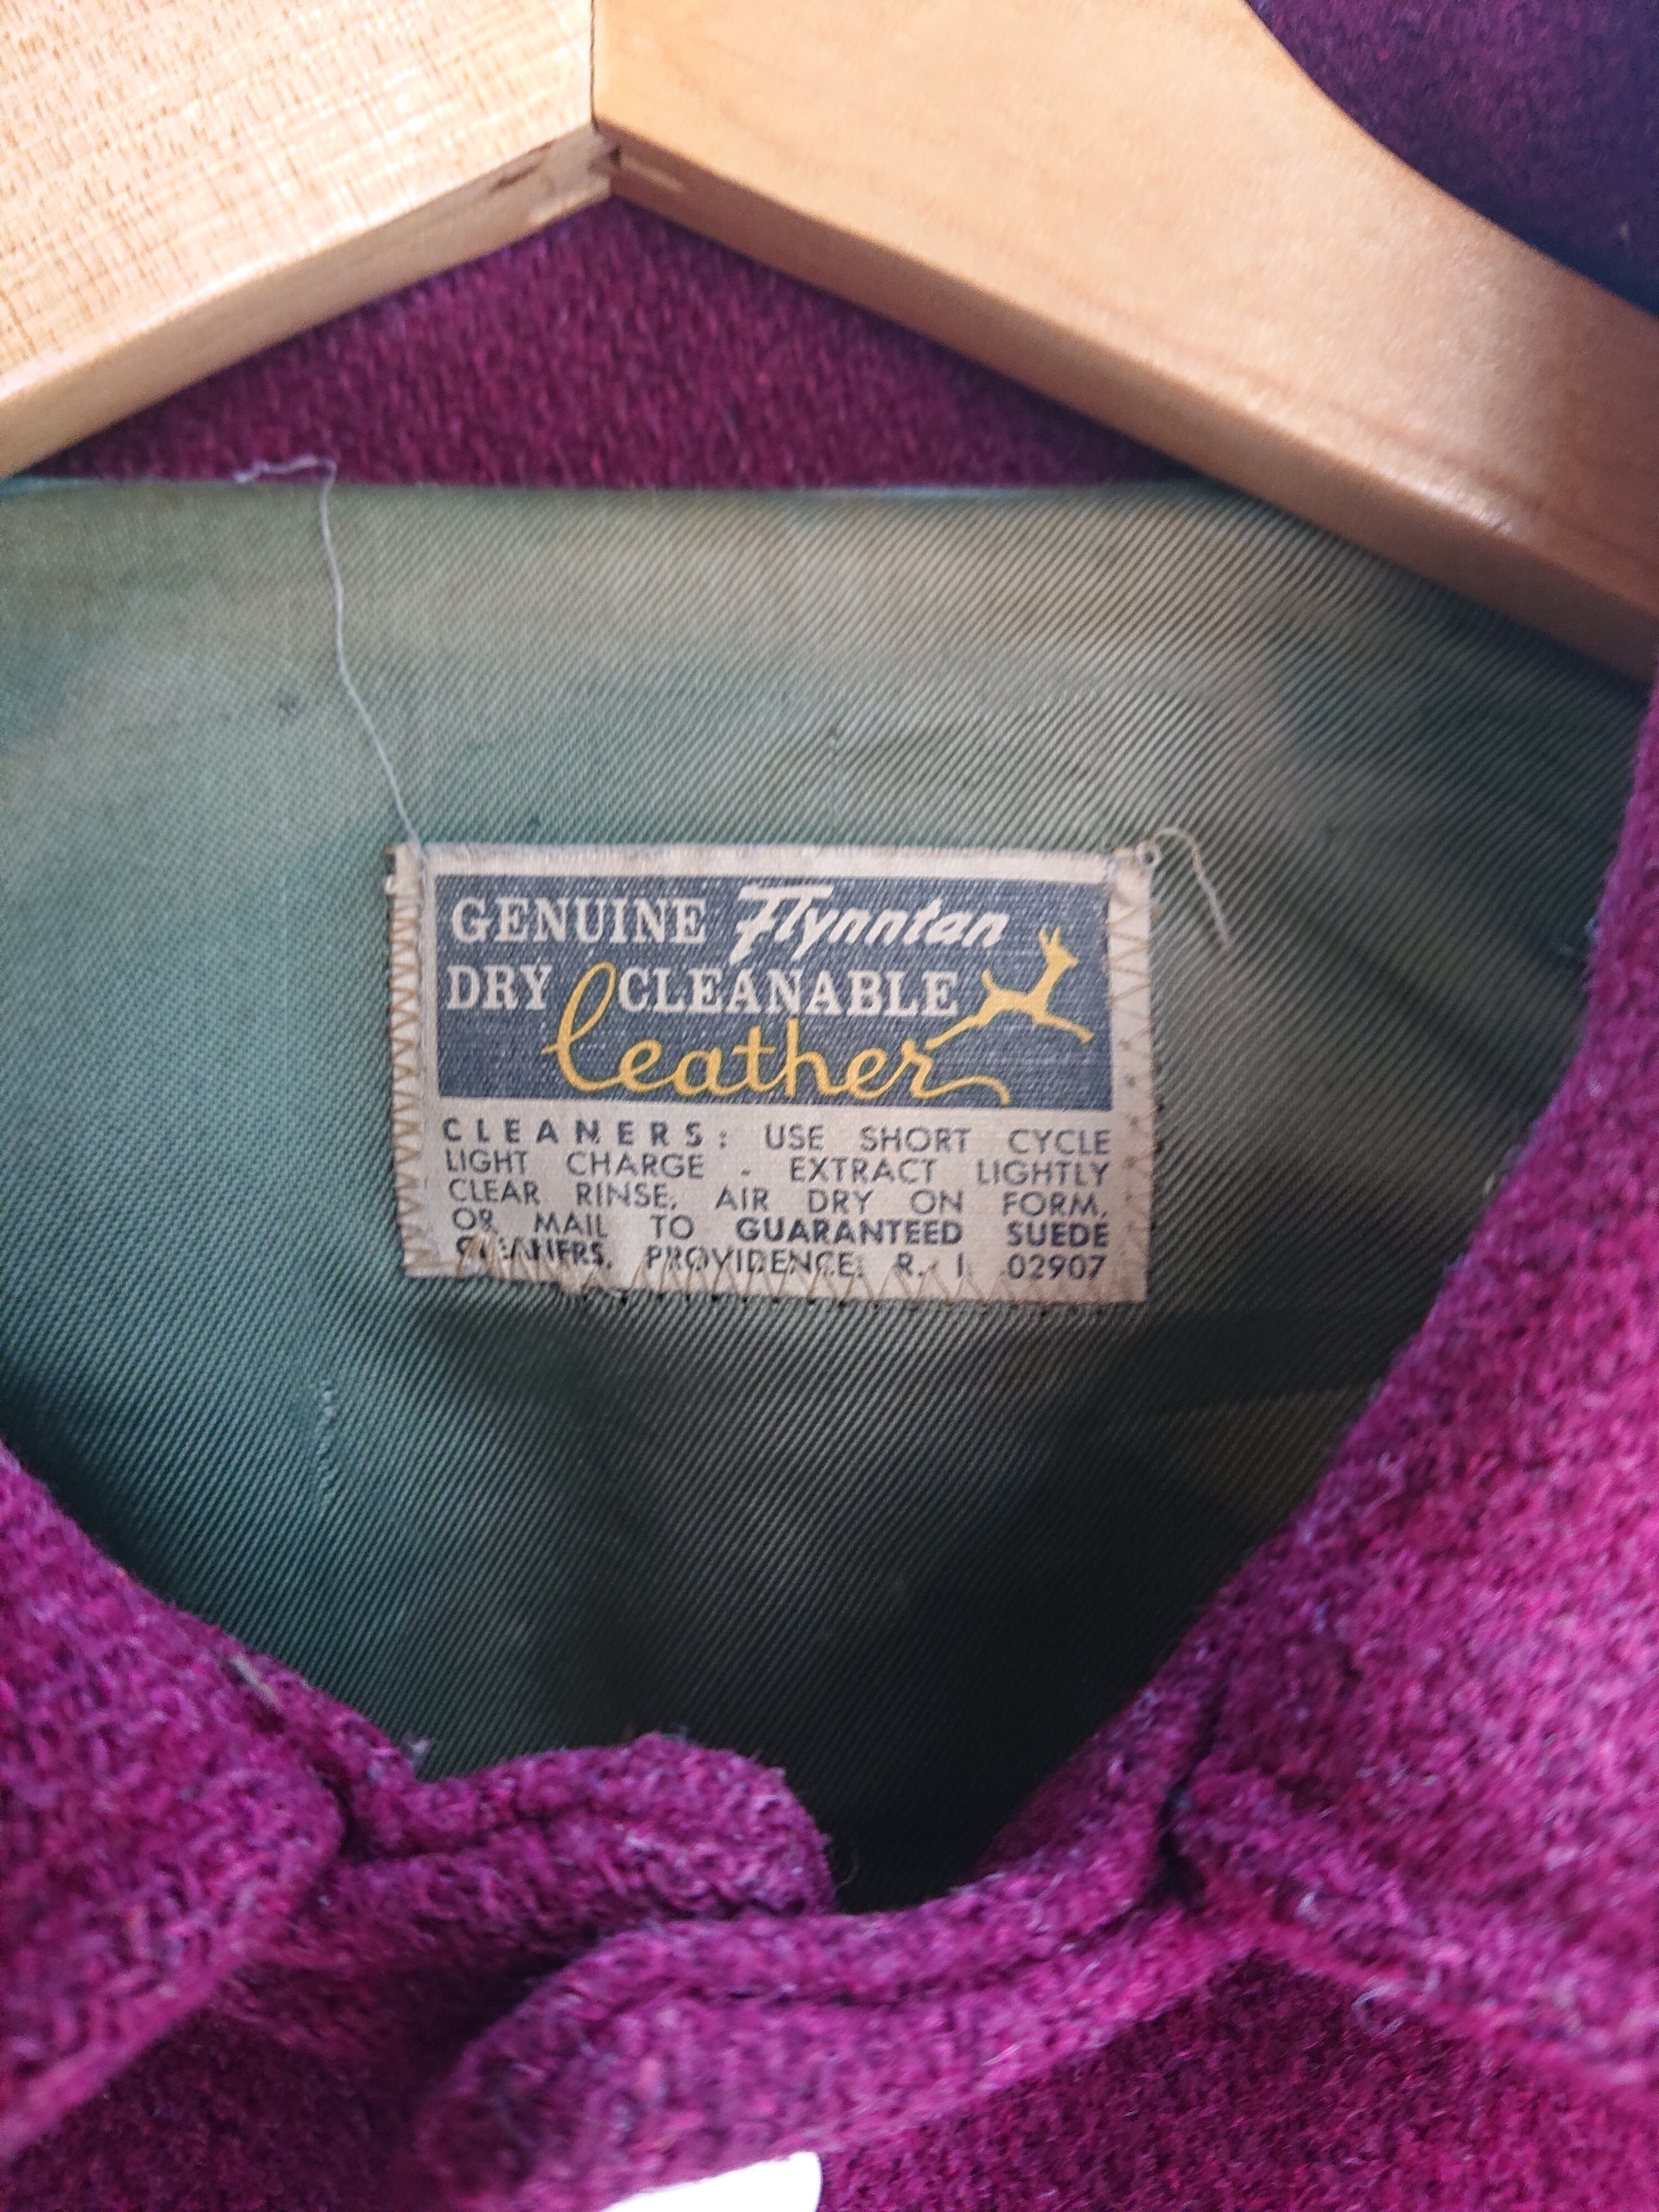 GENUINE Flynntan
DRY CLEANABLE
Leather
CLEANERS: USE SHORT CYCLE
LIGHT CHARGE - EXTRACT LIGHTLY
CLEAR RINSE, AIR DRY ON FORM,
OR MAIL TO GUARANTEED SUEDE
CLEANERS, PROVIDENCE, R. I. 02907